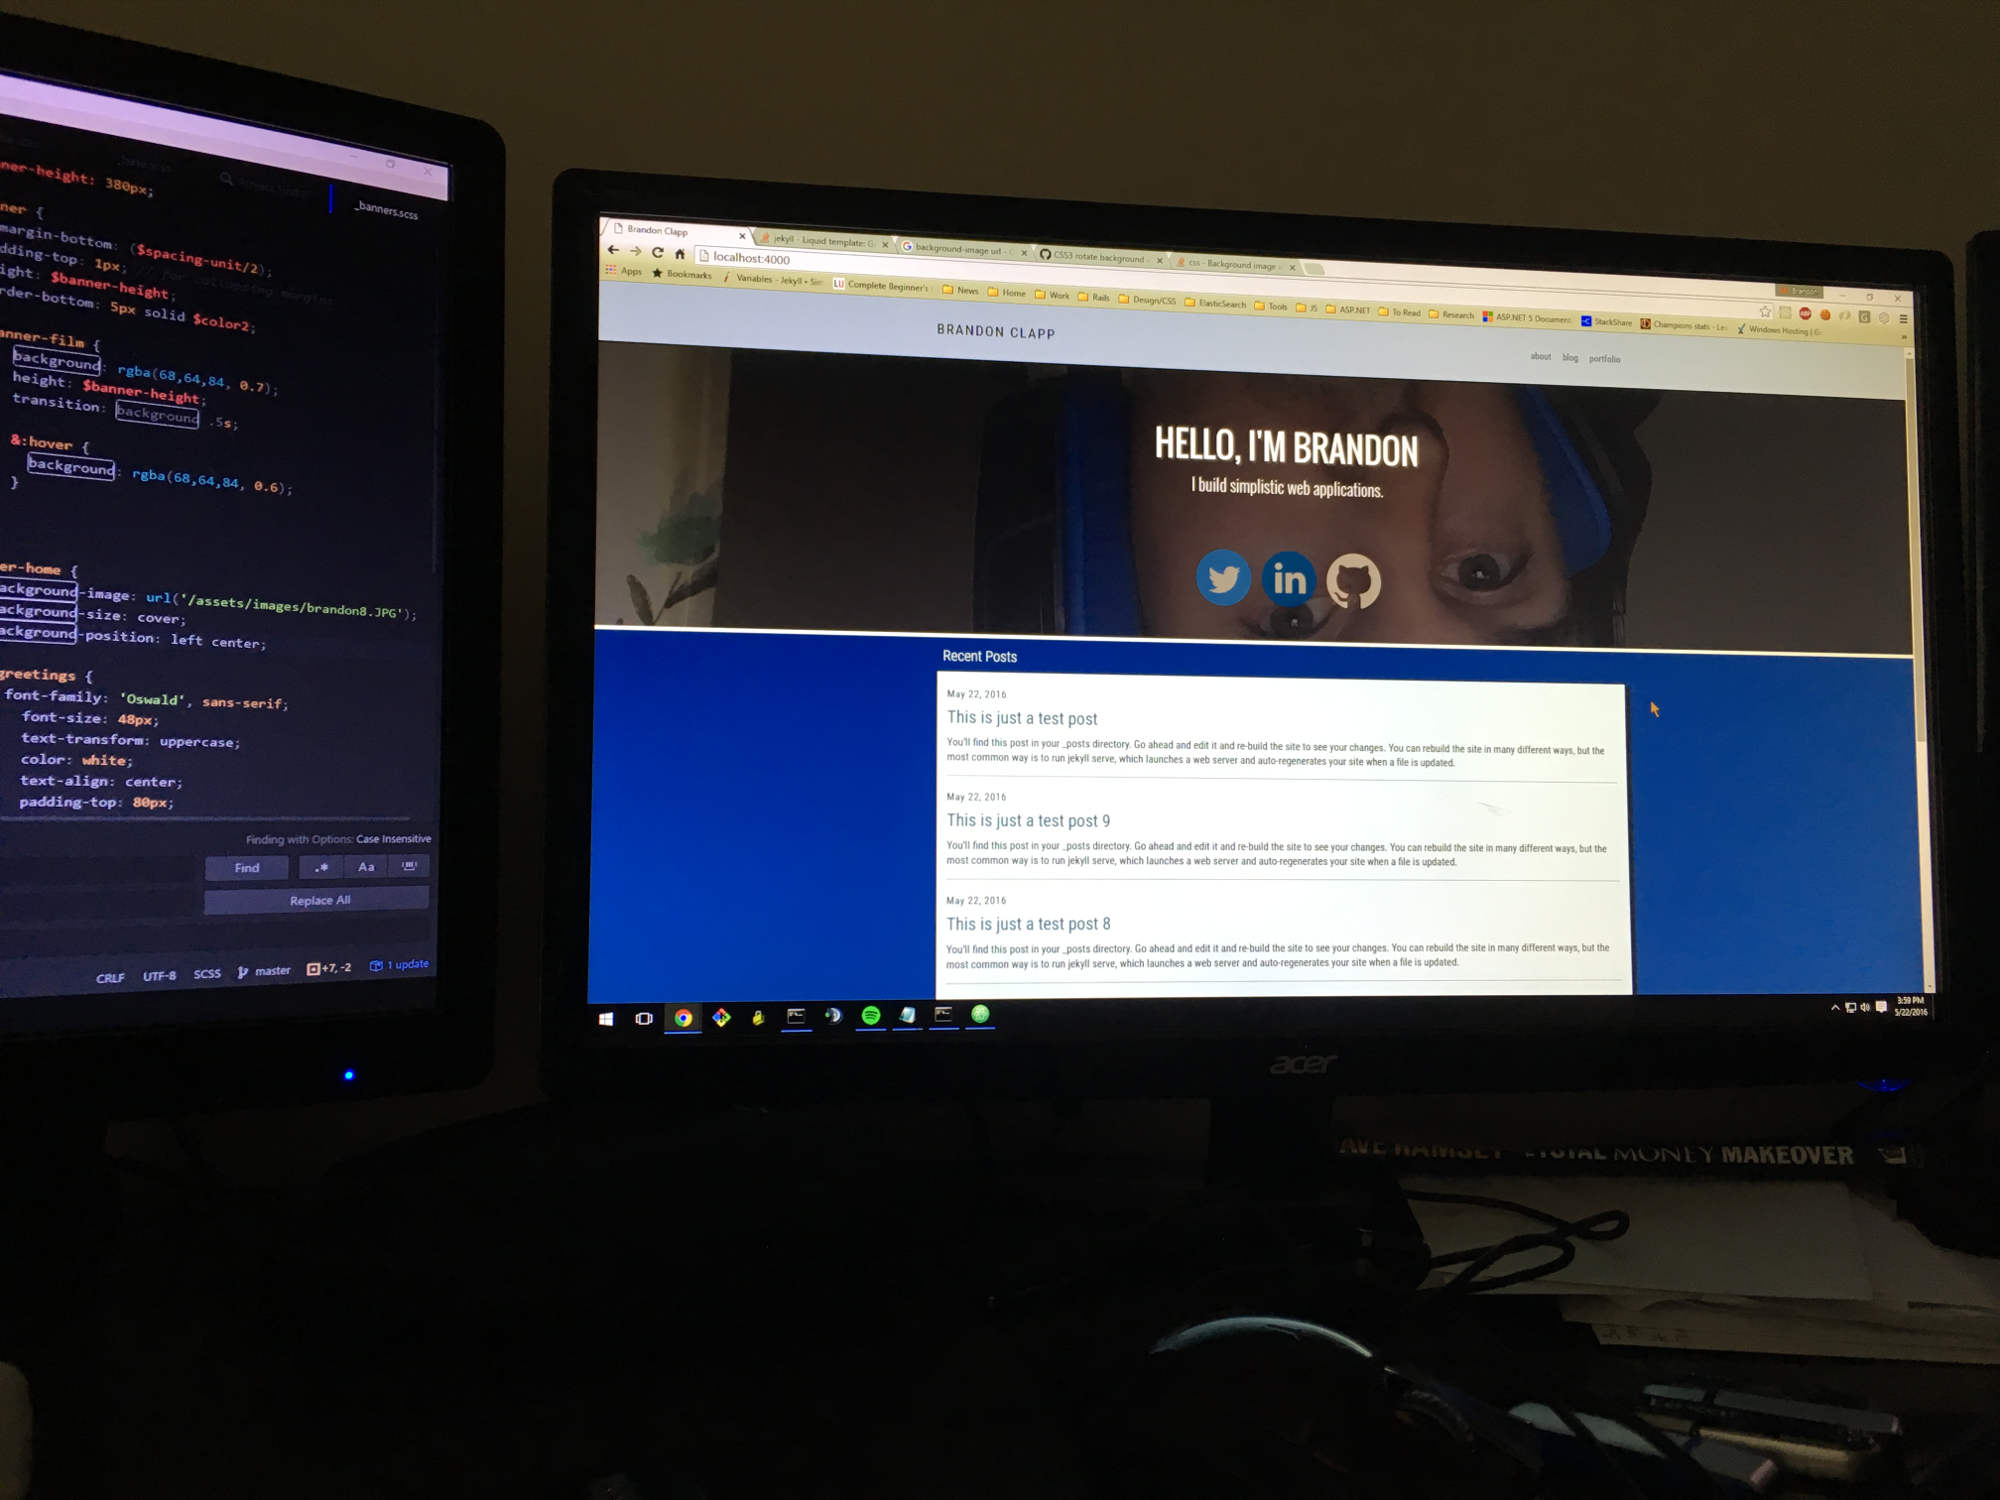 _banners.scss
ner-height: 380px;
ner {
margin-bottom: ($spacing-unit/2);
dding-top: 1px; // for collapsing margins
ight: $banner-height;
rder-bottom: 5px solid $color2;
anner-film {
background: rgba(68,64,84, 0.7);
height: $banner-height;
transition: background .5s;
&:hover {
background: rgba(68,64,84, 0.6);
}
er-home {
ackground-image: url('/assets/images/brandon8.JPG');
ackground-size: cover;
ackground-position: left center;
greetings {
font-family: 'Oswald', sans-serif;
font-size: 48px;
text-transform: uppercase;
color: white;
text-align: center;
padding-top: 80px;
Finding with Options: Case Insensitive
Find .* Aa
Replace All
CRLF UTF-8 SCSS master +7, -2 1 update
Brandon Clapp jekyll - Liquid template: G background-image url - CSS3 rotate background css - Background image
localhost:4000
Apps Bookmarks Variables - Jekyll • Sim LU Complete Beginner's News Home Work Rails Design/CSS ElasticSearch Tools JS ASP.NET To Read Research ASP.NET 5 Document StackShare Champions stats - Le Windows Hosting |
BRANDON CLAPP
about blog portfolio
HELLO, I'M BRANDON
I build simplistic web applications.
in
Recent Posts
May 22, 2016
This is just a test post
You'll find this post in your _posts directory. Go ahead and edit it and re-build the site to see your changes. You can rebuild the site in many different ways, but the
most common way is to run jekyll serve, which launches a web server and auto-regenerates your site when a file is updated.
May 22, 2016
This is just a test post 9
You'll find this post in your _posts directory. Go ahead and edit it and re-build the site to see your changes. You can rebuild the site in many different ways, but the
most common way is to run jekyll serve, which launches a web server and auto-regenerates your site when a file is updated.
May 22, 2016
This is just a test post 8
You'll find this post in your _posts directory. Go ahead and edit it and re-build the site to see your changes. You can rebuild the site in many different ways, but the
most common way is to run jekyll serve, which launches a web server and auto-regenerates your site when a file is updated.
3:59 PM
5/22/2016
acer
AVE RAMSEY TOTAL MONEY MAKEOVER